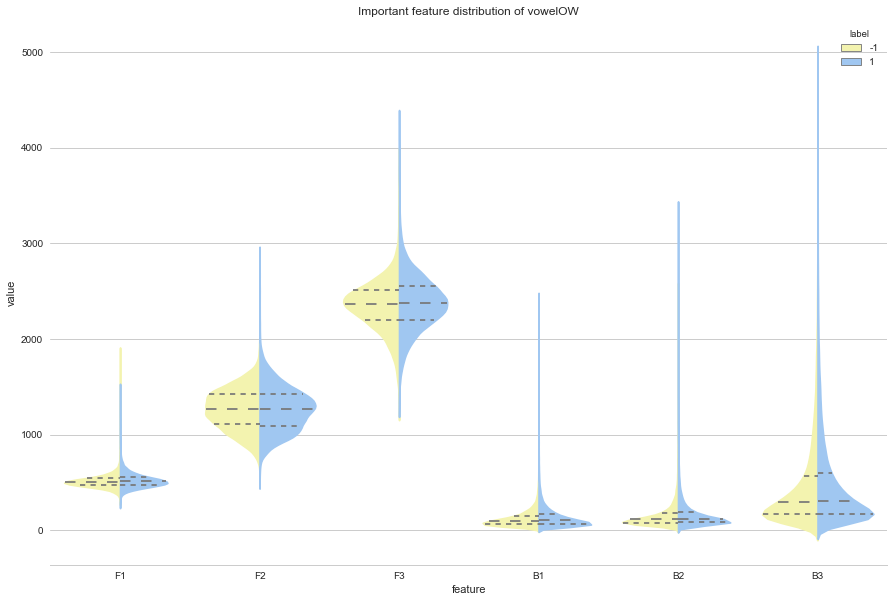 Important feature distribution of vowelOW
label
-1
1
5000
4000
3000
2000
1000
0
value
F1 F2 F3 B1 B2 B3
feature